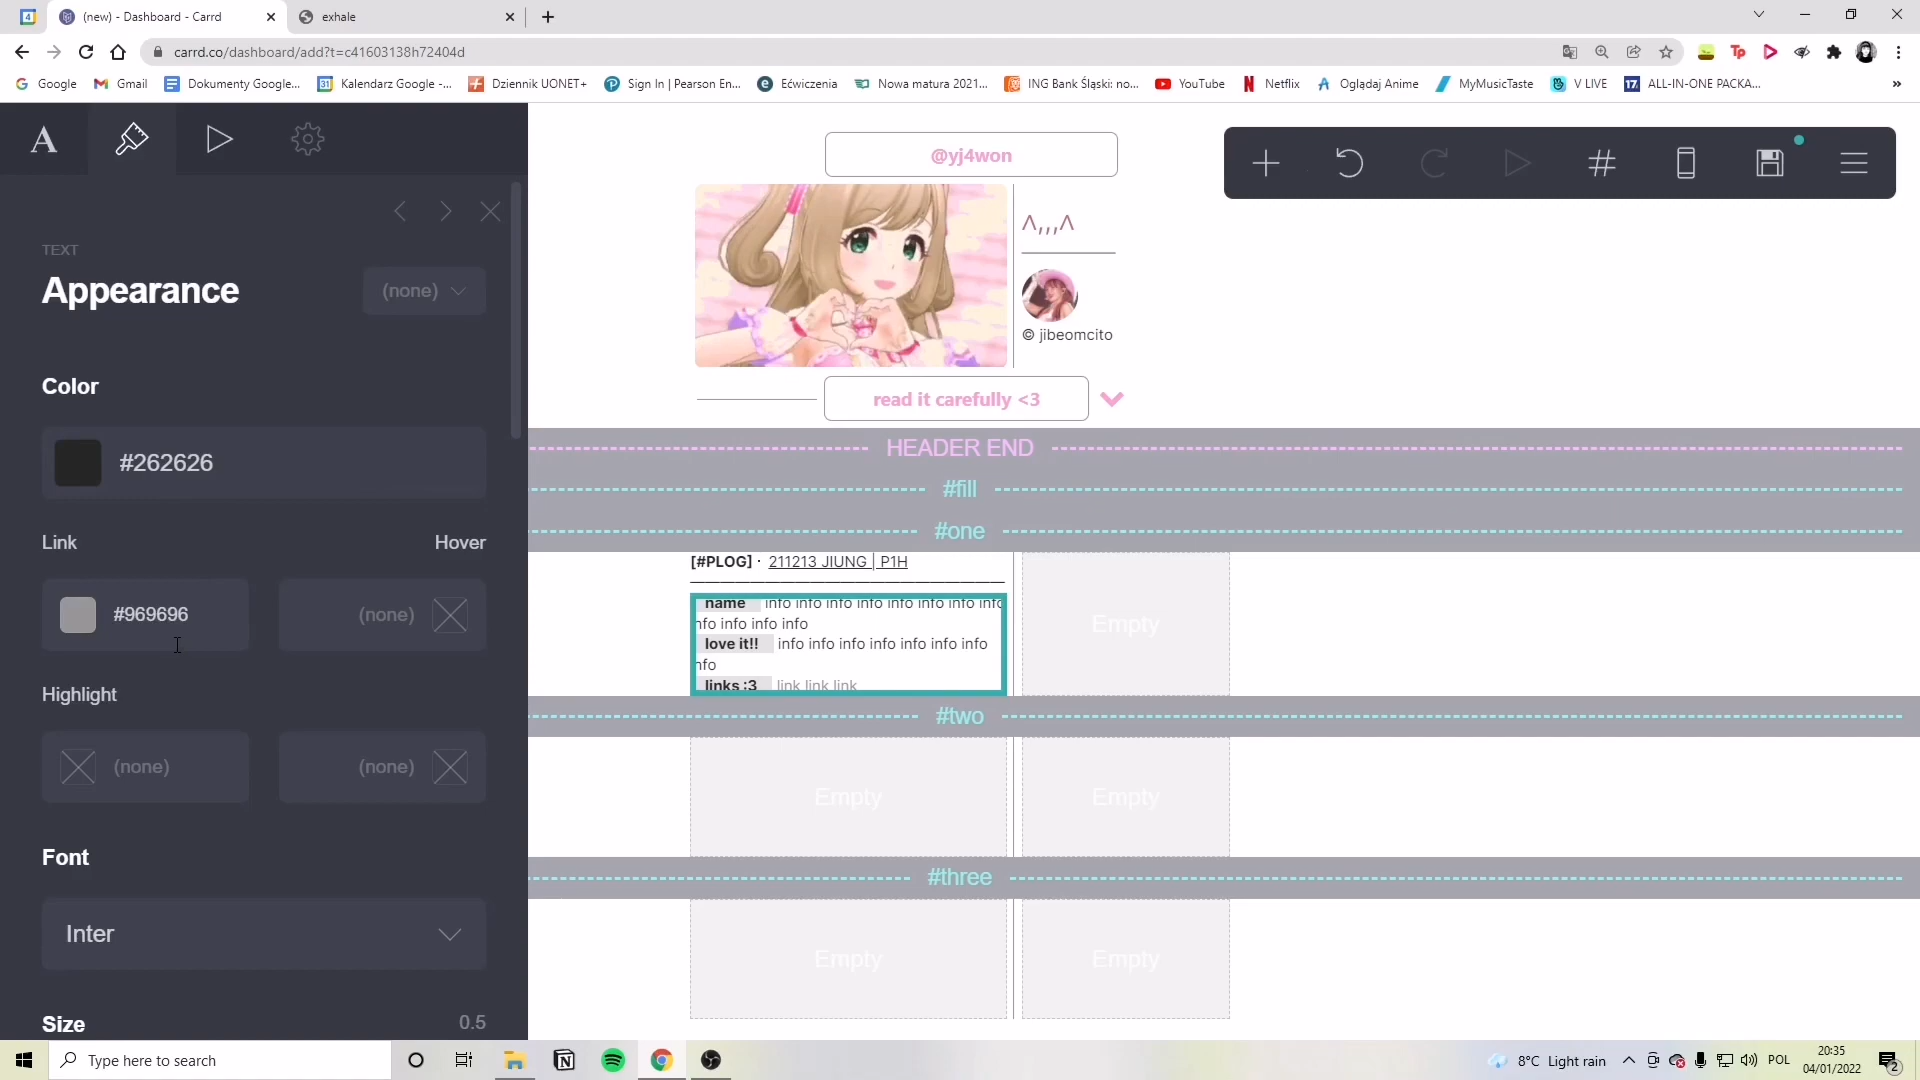 4
(new) - Dashboard - Carrd
exhale
carrd.co/dashboard/add?t=c41603138h72404d
Google
Gmail
Dokumenty Google...
31
Kalendarz Google -...
Dziennik UONET+
Sign In | Pearson En...
Ećwiczenia
Nowa matura 2021...
ING Bank Śląski: no...
YouTube
Netflix
Oglądaj Anime
MyMusicTaste
V LIVE
17
ALL-IN-ONE PACKA...
»
A
TEXT
Appearance
(none)
Color
#262626
Link
Hover
#969696
(none)
Highlight
(none)
(none)
Font
Inter
Size
0.5
@yj4won
^,,,^
© jibeomcito
read it carefully <3
HEADER END
#fill
#one
[#PLOG] · 211213 JIUNG | P1H
name info info info info info info info info
nfo info info info
love it!! info info info info info info info
nfo
links :3 link link link
Empty
#two
Empty
Empty
#three
Empty
Empty
Type here to search
8°C Light rain
POL
20:35
04/01/2022
2